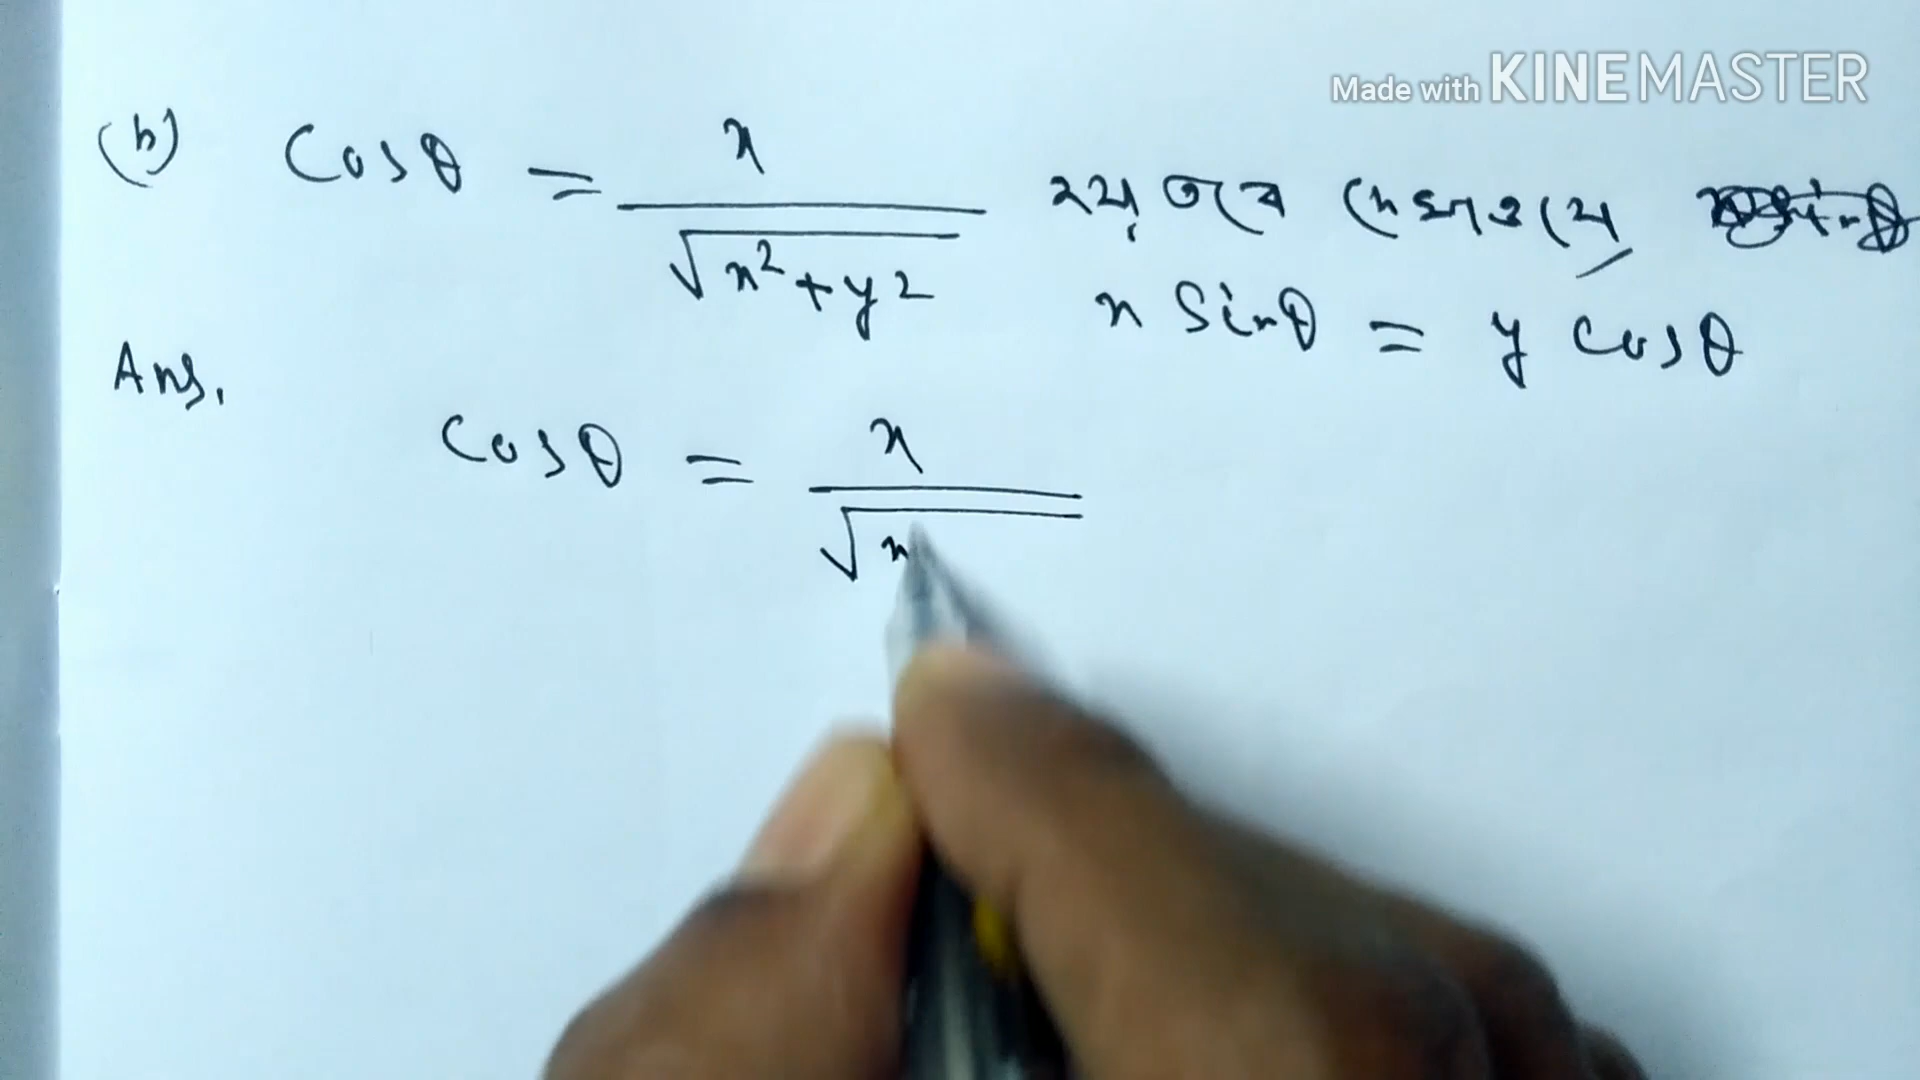 Made with KINEMASTER
(b) Cosθ = x / √x²+y2 হয়, তবে দেখাও যে,
x Sinθ = y Cosθ
Ans.
Cosθ = x / √x